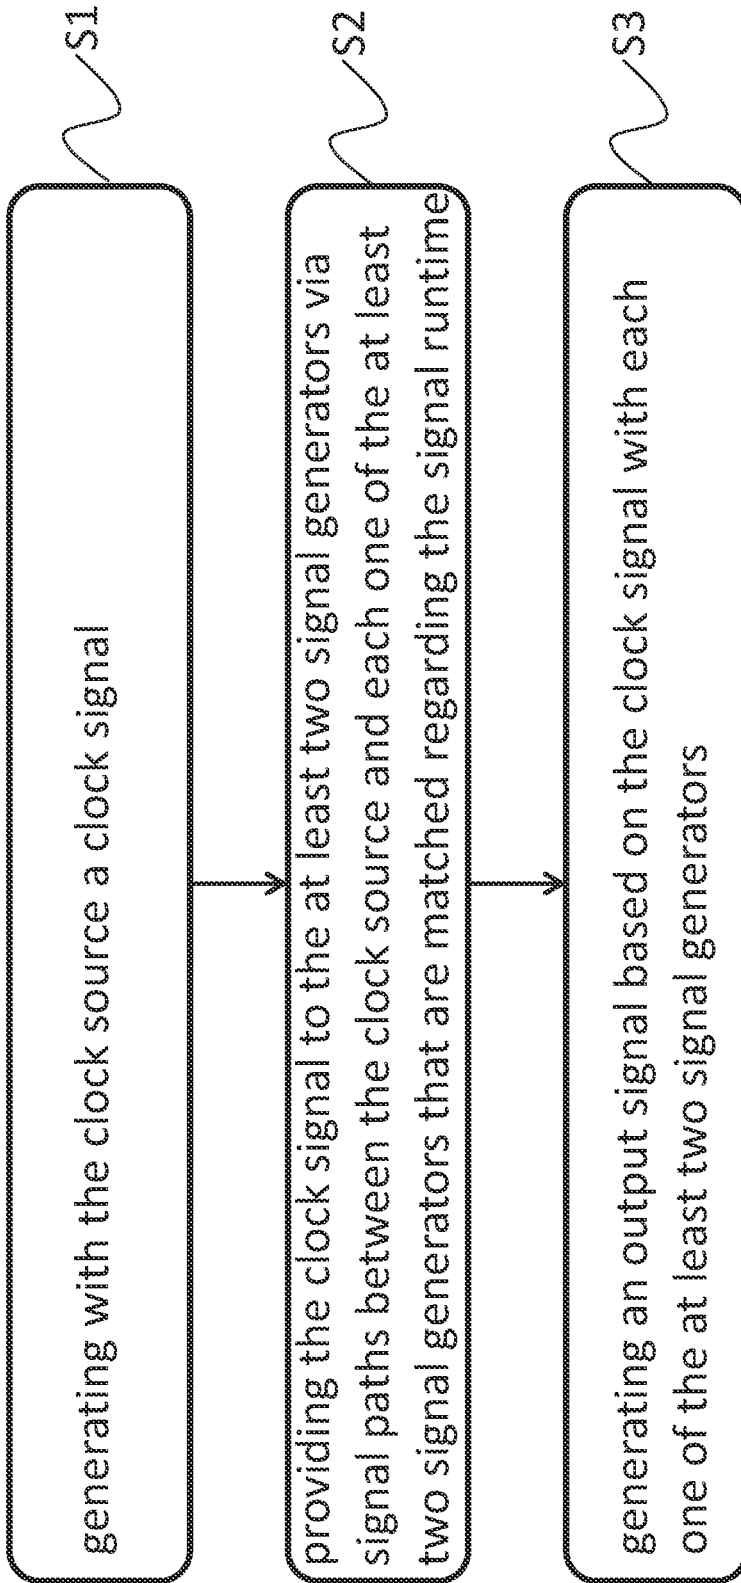 generating with the clock source a clock signal
S1
providing the clock signal to the at least two signal generators via
signal paths between the clock source and each one of the at least
two signal generators that are matched regarding the signal runtime
S2
generating an output signal based on the clock signal with each
one of the at least two signal generators
S3